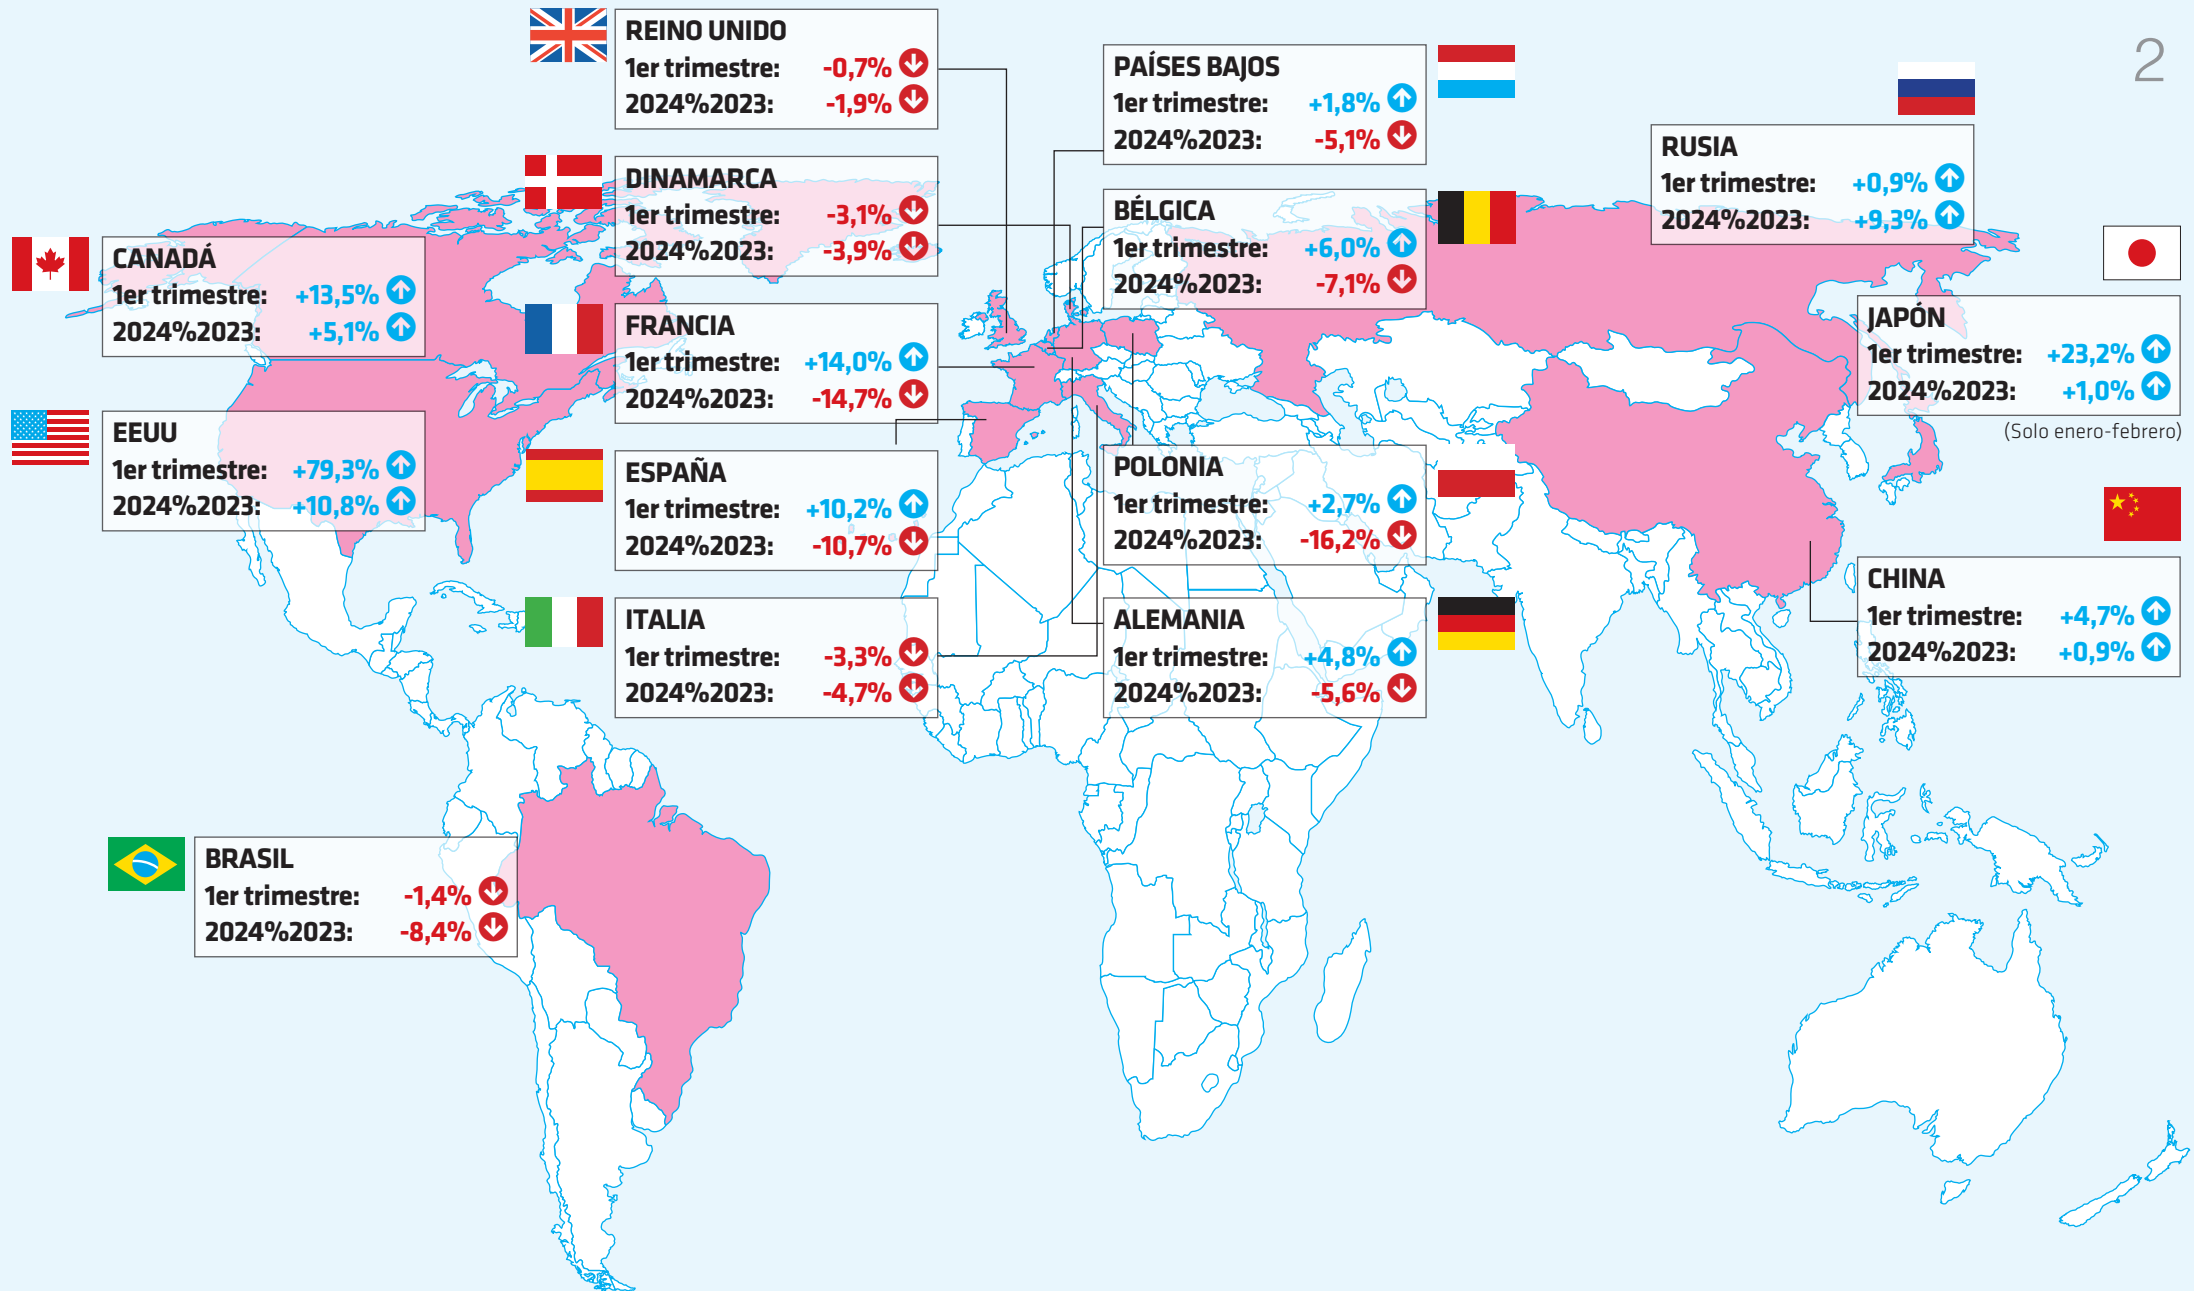 2
REINO UNIDO
1er trimestre: -0,7%
2024%2023: -1,9%
PAÍSES BAJOS
1er trimestre: +1,8%
2024%2023: -5,1%
RUSIA
1er trimestre: +0,9%
2024%2023: +9,3%
DINAMARCA
1er trimestre: -3,1%
2024%2023: -3,9%
BÉLGICA
1er trimestre: +6,0%
2024%2023: -7,1%
CANADÁ
1er trimestre: +13,5%
2024%2023: +5,1%
FRANCIA
1er trimestre: +14,0%
2024%2023: -14,7%
JAPÓN
1er trimestre: +23,2%
2024%2023: +1,0%
(Solo enero-febrero)
EEUU
1er trimestre: +79,3%
2024%2023: +10,8%
ESPAÑA
1er trimestre: +10,2%
2024%2023: -10,7%
POLONIA
1er trimestre: +2,7%
2024%2023: -16,2%
CHINA
1er trimestre: +4,7%
2024%2023: +0,9%
ITALIA
1er trimestre: -3,3%
2024%2023: -4,7%
ALEMANIA
1er trimestre: +4,8%
2024%2023: -5,6%
BRASIL
1er trimestre: -1,4%
2024%2023: -8,4%